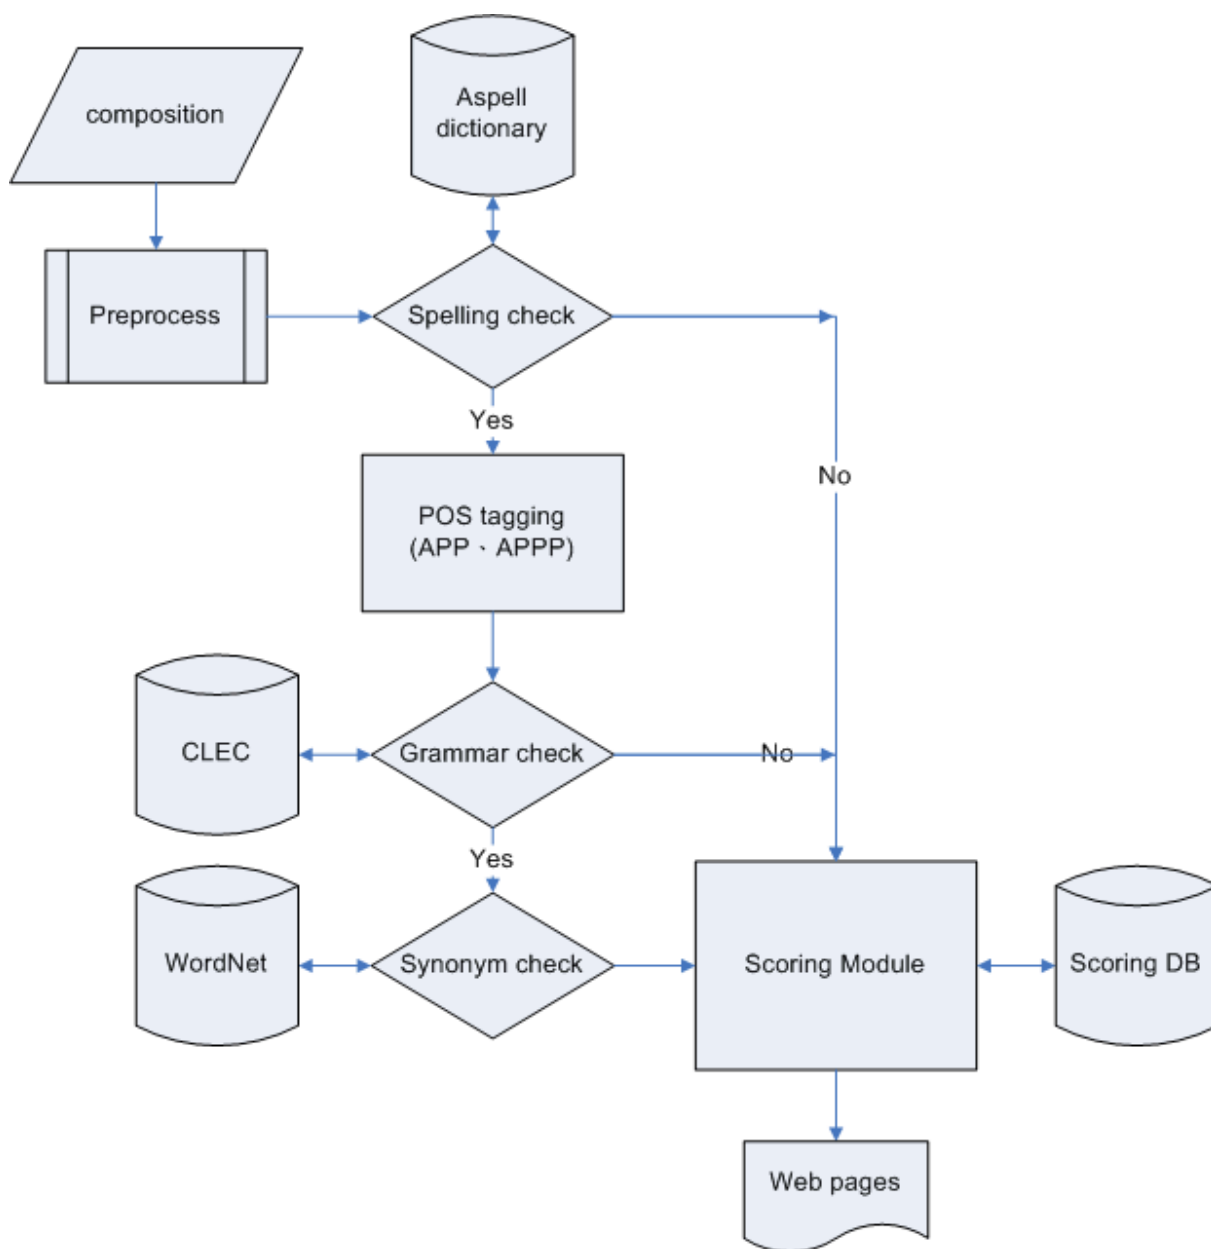 composition
Aspell
dictionary
Preprocess
Spelling check
Yes
No
POS tagging
(APP、APPP)
CLEC
Grammar check
No
Yes
WordNet
Synonym check
Scoring Module
Scoring DB
Web pages